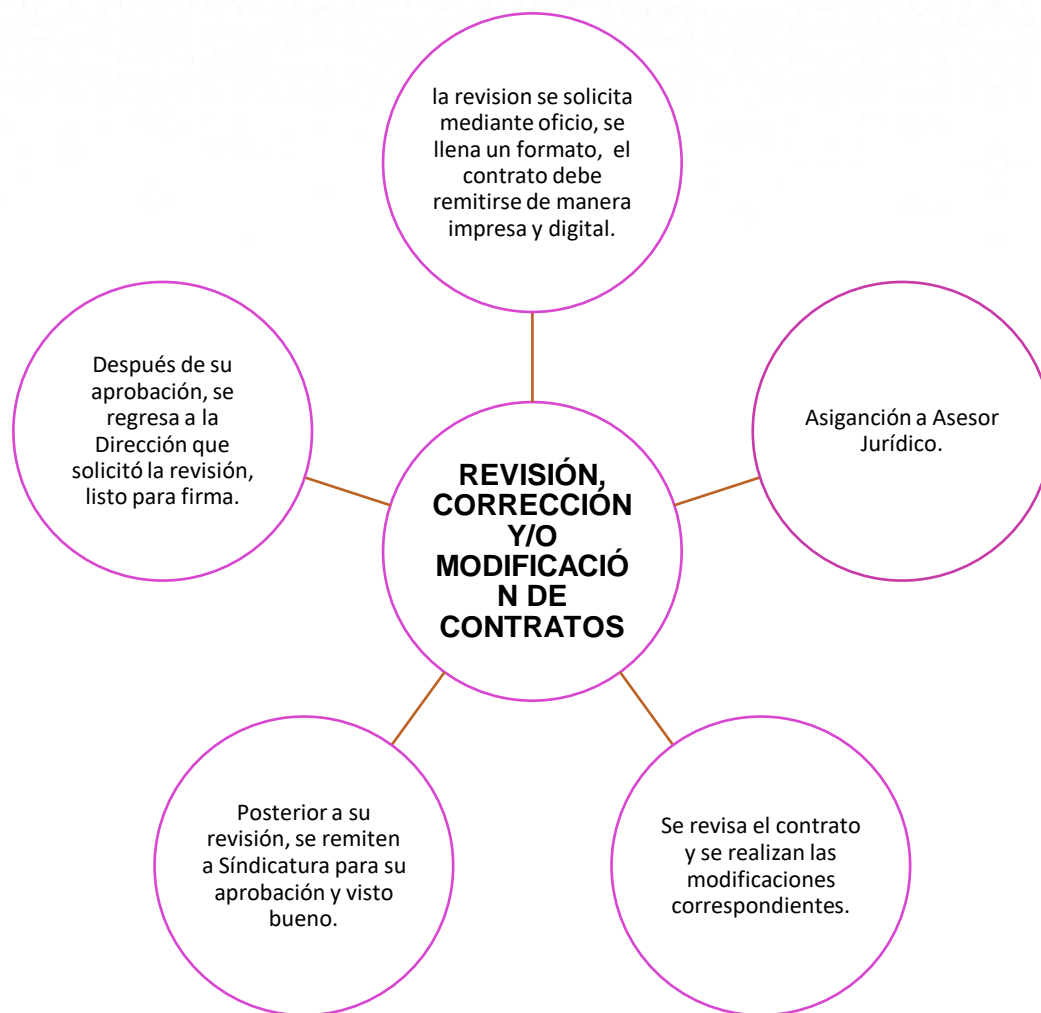 la revision se solicita
mediante oficio, se
llena un formato, el
contrato debe
remitirse de manera
impresa y digital.
Asiganción a Asesor
Jurídico.
Se revisa el contrato
y se realizan las
modificaciones
correspondientes.
Posterior a su
revisión, se remiten
a Síndicatura para su
aprobación y visto
bueno.
Después de su
aprobación, se
regresa a la
Dirección que
solicitó la revisión,
listo para firma.
REVISIÓN,
CORRECCIÓN
Y/O
MODIFICACIÓ
N DE
CONTRATOS